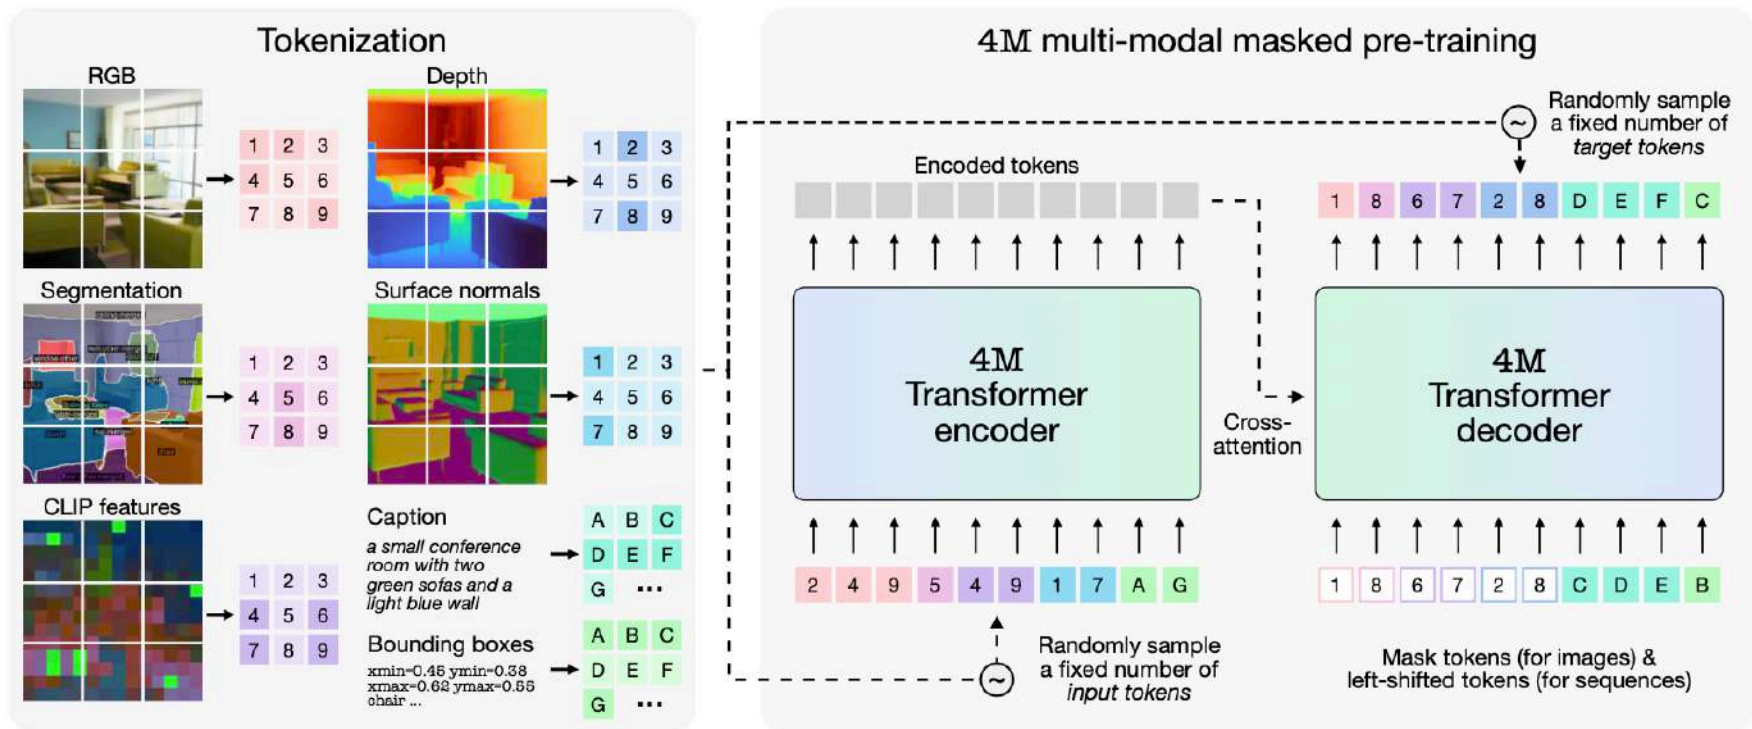 Tokenization
RGB
Depth
1 2 3
4 5 6
7 8 9
1 2 3
4 5 6
7 8 9
Segmentation
Surface normals
1 2 3
4 5 6
7 8 9
1 2 3
4 5 6
7 8 9
CLIP features
1 2 3
4 5 6
7 8 9
Caption
a small conference
room with two
green sofas and a
light blue wall
A B C
D E F
G ...
Bounding boxes
xmin=0.45 ymin=0.38
xmax=0.62 ymax=0.55
chair ...
A B C
D E F
G ...
4M multi-modal masked pre-training
~
Randomly sample
a fixed number of
target tokens
Encoded tokens
1 8 6 7 2 8 D E F C
4M
Transformer
encoder
Cross-
attention
4M
Transformer
decoder
2 4 9 5 4 9 1 7 A G
1 8 6 7 2 8 C D E B
~
Randomly sample
a fixed number of
input tokens
Mask tokens (for images) &
left-shifted tokens (for sequences)